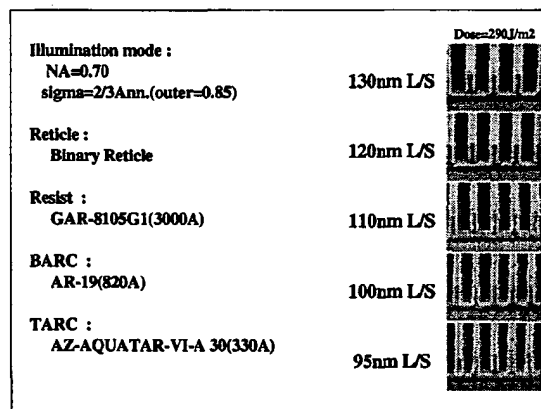 Dose=290J/m2
Illumination mode :
NA=0.70
sigma=2/3Ann.(outer=0.85)
Reticle :
Binary Reticle
Resist :
GAR-8105G1(3000A)
BARC :
AR-19(820A)
TARC :
AZ-AQUATAR-VI-A 30(330A)
130nm L/S
120nm L/S
110nm L/S
100nm L/S
95nm L/S